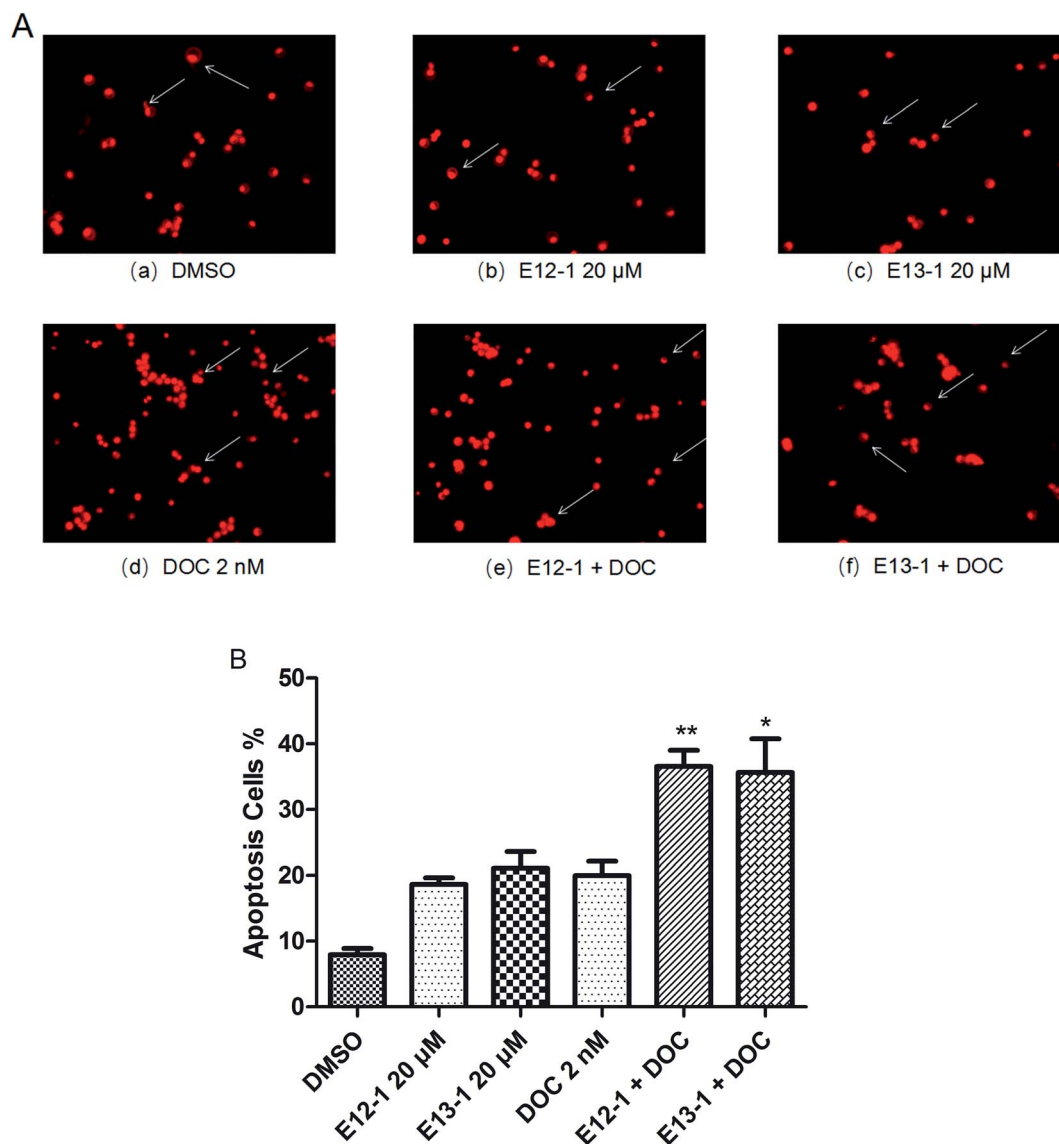 A
(a) DMSO
(b) E12-1 20 µM
(c) E13-1 20 µM
(d) DOC 2 nM
(e) E12-1 + DOC
(f) E13-1 + DOC
B
Apoptosis Cells %
50
40
30
20
10
0
**
*
DMSO
E12-1 20 µM
E13-1 20 µM
DOC 2 nM
E12-1 + DOC
E13-1 + DOC